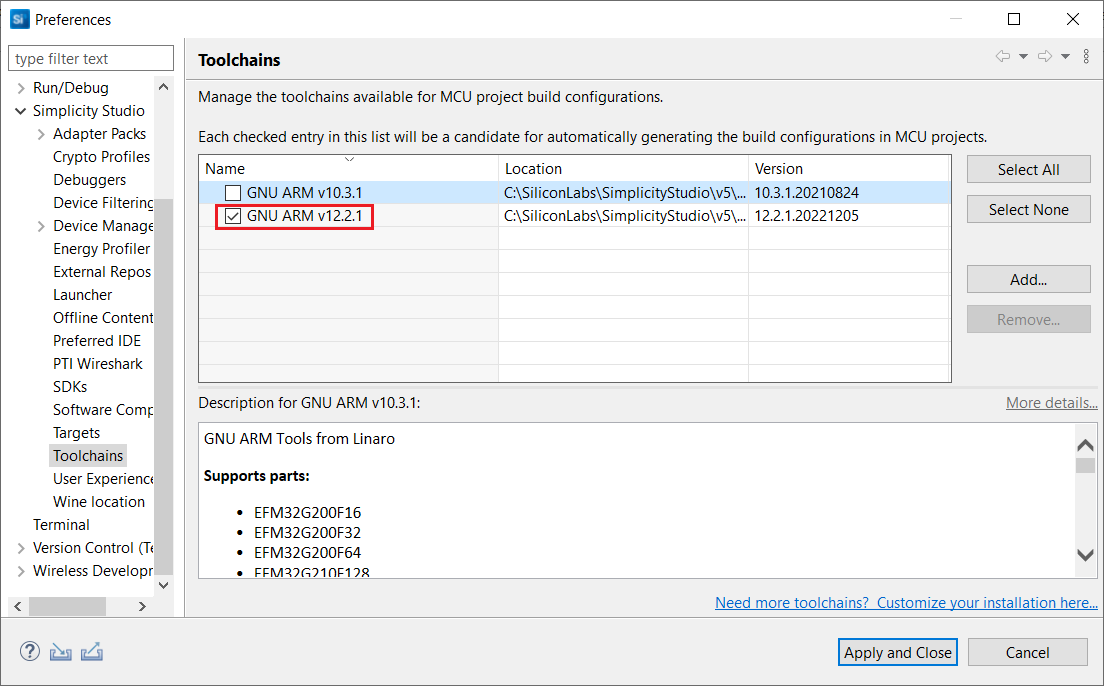 Si
Preferences
type filter text
Run/Debug
Simplicity Studio
Adapter Packs
Crypto Profiles
Debuggers
Device Filtering
Device Manage
Energy Profiler
External Repos
Launcher
Offline Content
Preferred IDE
PTI Wireshark
SDKs
Software Comp
Targets
Toolchains
User Experience
Wine location
Terminal
Version Control (Te
Wireless Develop
Toolchains
Manage the toolchains available for MCU project build configurations.
Each checked entry in this list will be a candidate for automatically generating the build configurations in MCU projects.
Name Location Version
GNU ARM v10.3.1 C:\SiliconLabs\SimplicityStudio\v5\... 10.3.1.20210824
GNU ARM v12.2.1 C:\SiliconLabs\SimplicityStudio\v5\... 12.2.1.20221205
Select All
Select None
Add...
Remove...
Description for GNU ARM v10.3.1:
More details...
GNU ARM Tools from Linaro
Supports parts:
• EFM32G200F16
• EFM32G200F32
• EFM32G200F64
• EFM32G210F128
Need more toolchains? Customize your installation here...
?
Apply and Close
Cancel